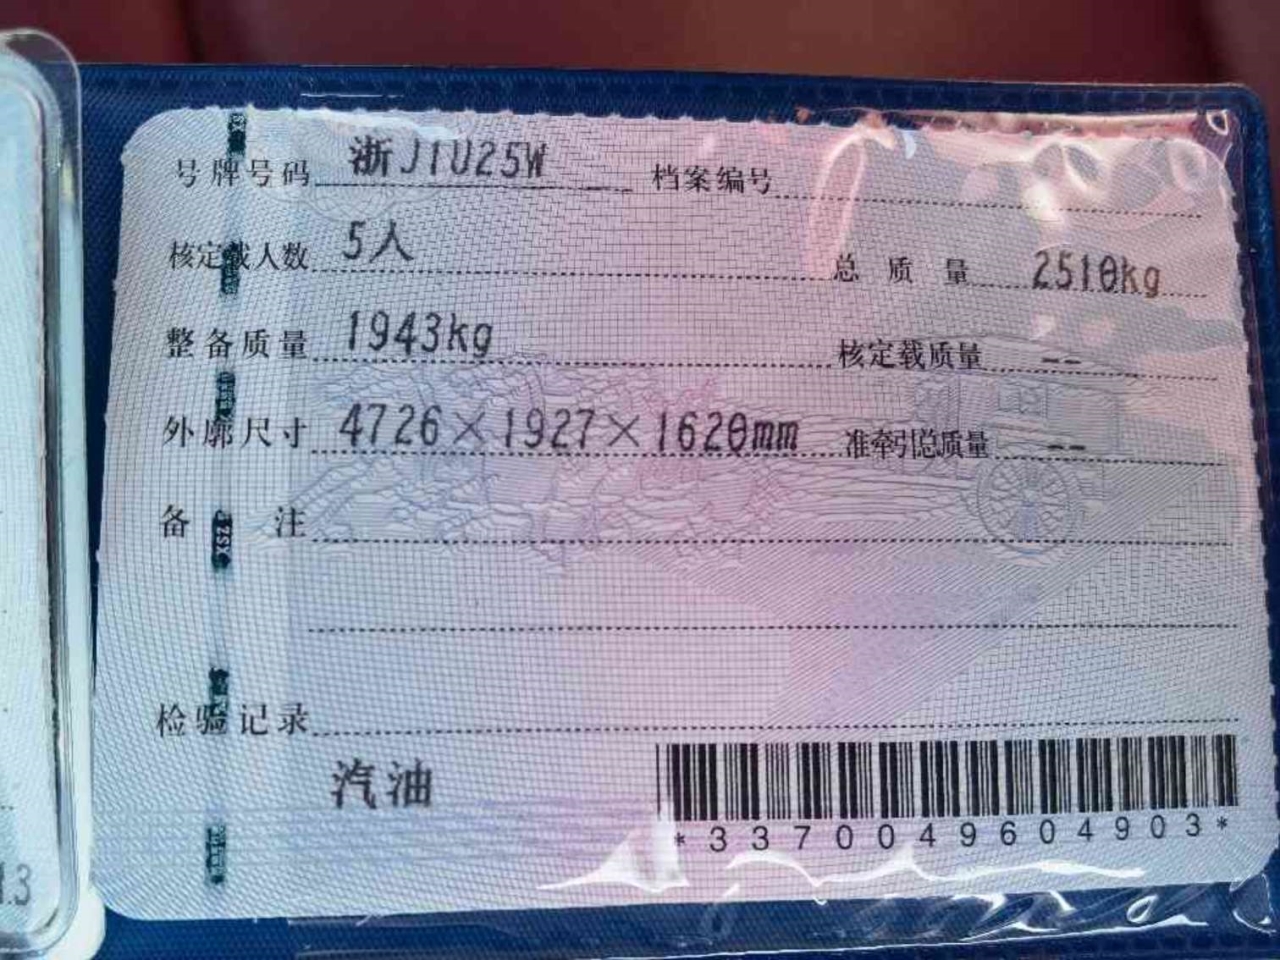 号牌号码 浙J1U25W 档案编号
核定载人数 5人 总质量 2510kg
整备质量 1943kg 核定载质量 --
外廓尺寸 4726×1927×1620mm 准牵引总质量 --
备注
检验记录
汽油
*3370049604903*
13